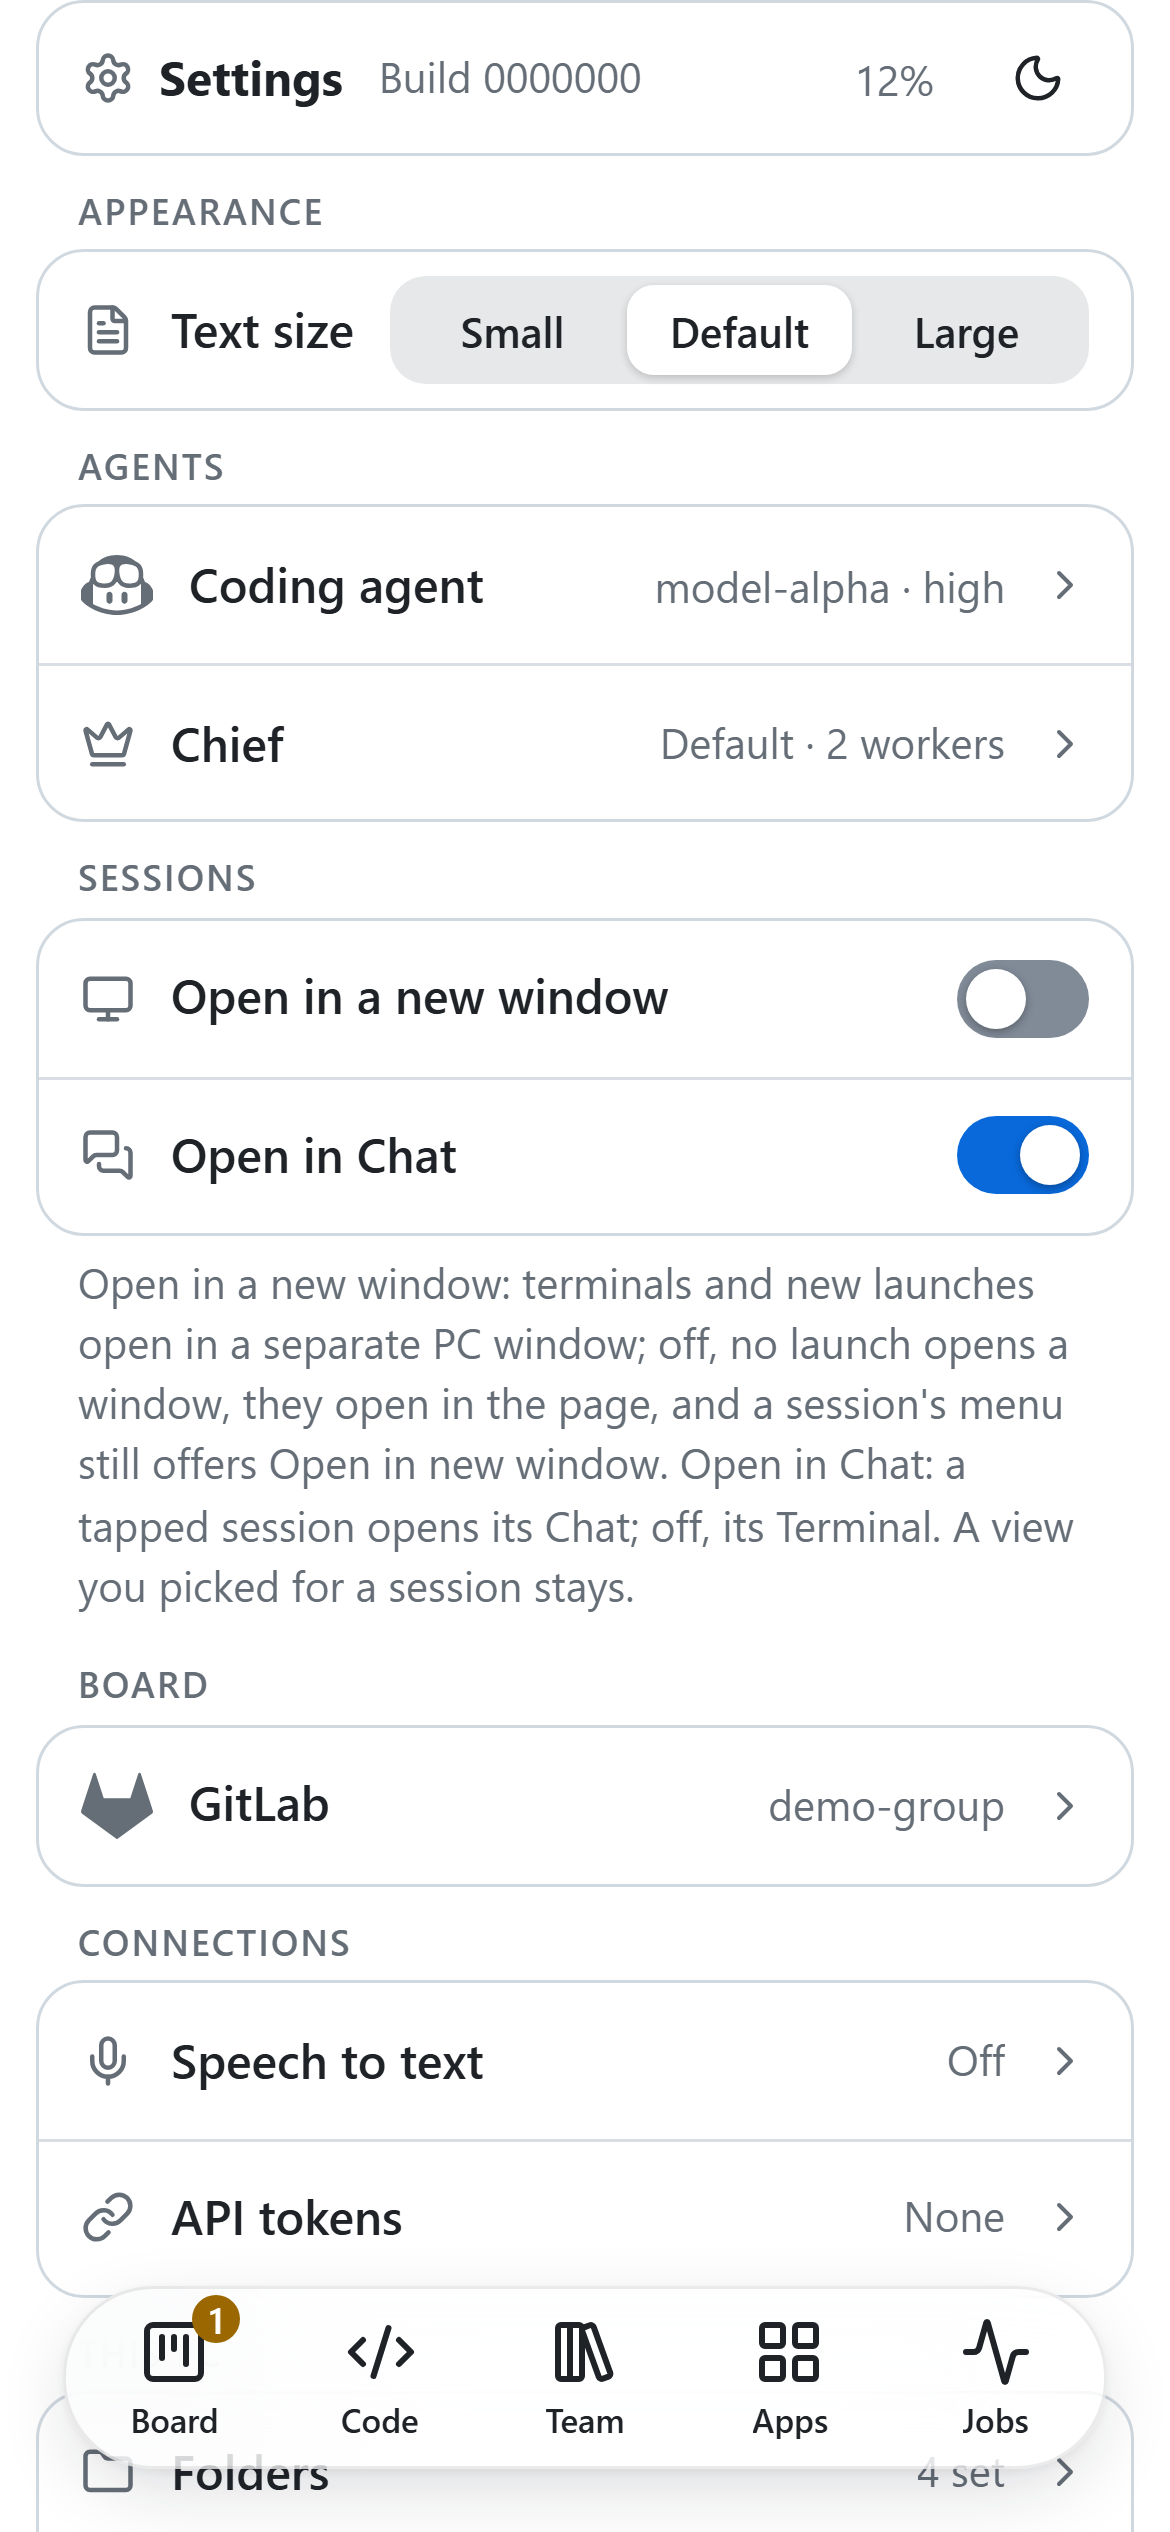 Settings Build 0000000 12%
APPEARANCE
Text size Small Default Large
AGENTS
Coding agent model-alpha · high
Chief Default · 2 workers
SESSIONS
Open in a new window
Open in Chat
Open in a new window: terminals and new launches
open in a separate PC window; off, no launch opens a
window, they open in the page, and a session's menu
still offers Open in new window. Open in Chat: a
tapped session opens its Chat; off, its Terminal. A view
you picked for a session stays.
BOARD
GitLab demo-group
CONNECTIONS
Speech to text Off
API tokens None
1
Board Code Team Apps Jobs
Folders 4 set